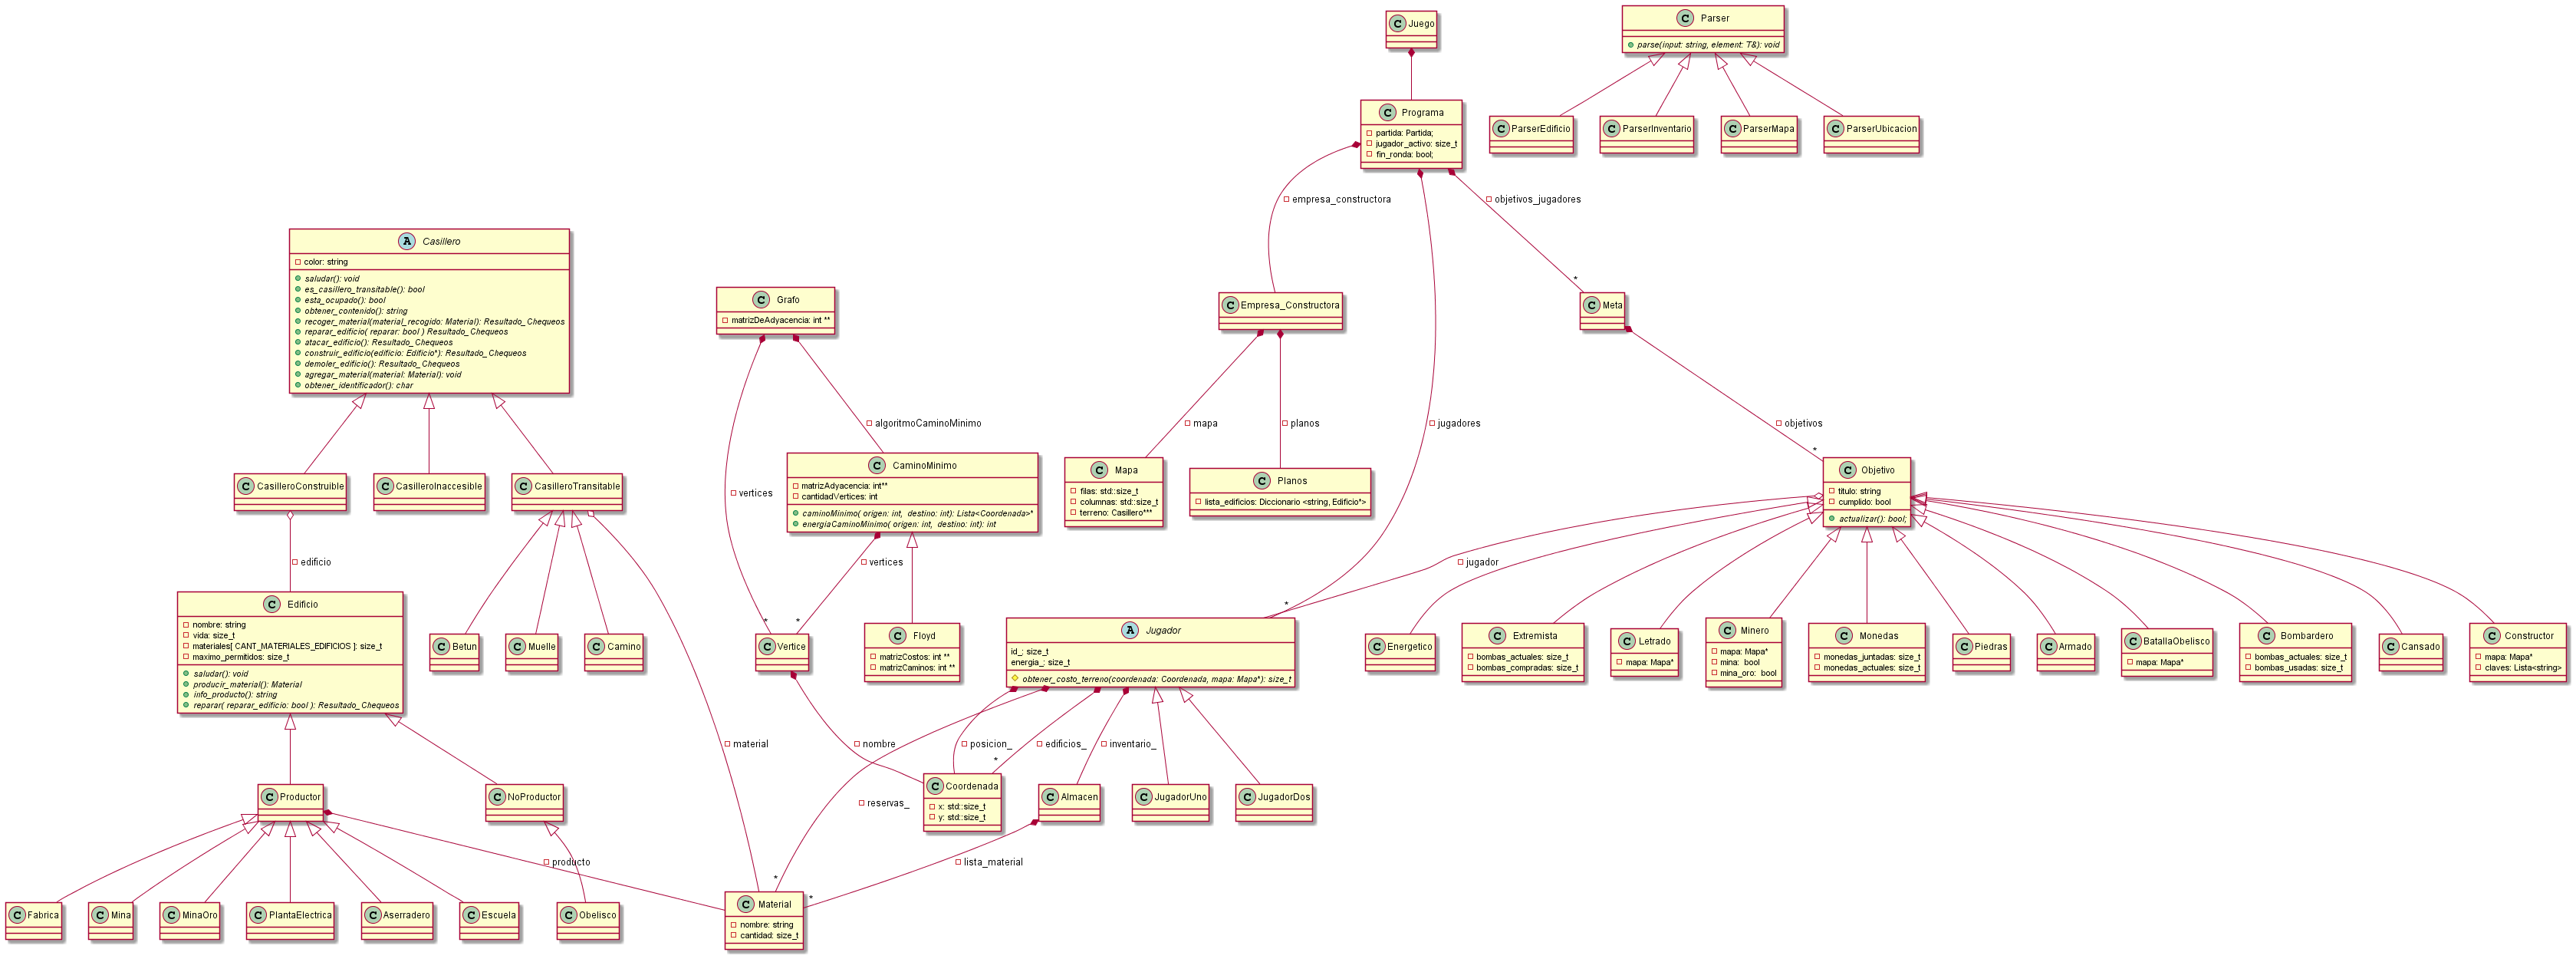 C Juego
C Parser
parse(input: string, element: T&): void
C Programa
partida: Partida;
jugador_activo: size_t
fin_ronda: bool;
C ParserEdificio
C ParserInventario
C ParserMapa
C ParserUbicacion
empresa_constructora
objetivos_jugadores
A Casillero
color: string
saludar(): void
es_casillero_transitable(): bool
esta_ocupado(): bool
obtener_contenido(): string
recoger_material(material_recogido: Material): Resultado_Chequeos
reparar_edificio( reparar: bool ) Resultado_Chequeos
atacar_edificio(): Resultado_Chequeos
construir_edificio(edificio: Edificio*): Resultado_Chequeos
demoler_edificio(): Resultado_Chequeos
agregar_material(material: Material): void
obtener_identificador(): char
C Grafo
matrizDeAdyacencia: int **
C Empresa_Constructora
*
C Meta
algoritmoCaminoMinimo
mapa
planos
jugadores
objetivos
*
C CasilleroConstruible
C CasilleroInaccesible
C CasilleroTransitable
vertices
C CaminoMinimo
matrizAdyacencia: int**
cantidadVertices: int
caminoMinimo( origen: int, destino: int): Lista<Coordenada>*
energiaCaminoMinimo( origen: int, destino: int): int
C Mapa
filas: std::size_t
columnas: std::size_t
terreno: Casillero***
C Planos
lista_edificios: Diccionario <string, Edificio*>
C Objetivo
titulo: string
cumplido: bool
actualizar(): bool;
edificio
vertices
jugador
C Edificio
nombre: string
vida: size_t
materiales[ CANT_MATERIALES_EDIFICIOS ]: size_t
maximo_permitidos: size_t
saludar(): void
producir_material(): Material
info_producto(): string
reparar( reparar_edificio: bool ): Resultado_Chequeos
C Betun
C Muelle
C Camino
*
*
C Vertice
C Floyd
matrizCostos: int **
matrizCaminos: int **
*
A Jugador
id_: size_t
energia_: size_t
obtener_costo_terreno(coordenada: Coordenada, mapa: Mapa*): size_t
C Energetico
C Extremista
bombas_actuales: size_t
bombas_compradas: size_t
C Letrado
mapa: Mapa*
C Minero
mapa: Mapa*
mina: bool
mina_oro: bool
C Monedas
monedas_juntadas: size_t
monedas_actuales: size_t
C Piedras
C Armado
C BatallaObelisco
mapa: Mapa*
C Bombardero
bombas_actuales: size_t
bombas_usadas: size_t
C Cansado
C Constructor
mapa: Mapa*
claves: Lista<string>
material
nombre
posicion_
edificios_
inventario_
*
C Productor
C NoProductor
reservas_
C Coordenada
x: std::size_t
y: std::size_t
C Almacen
C JugadorUno
C JugadorDos
producto
lista_material
*
*
C Fabrica
C Mina
C MinaOro
C PlantaElectrica
C Aserradero
C Escuela
C Obelisco
C Material
nombre: string
cantidad: size_t